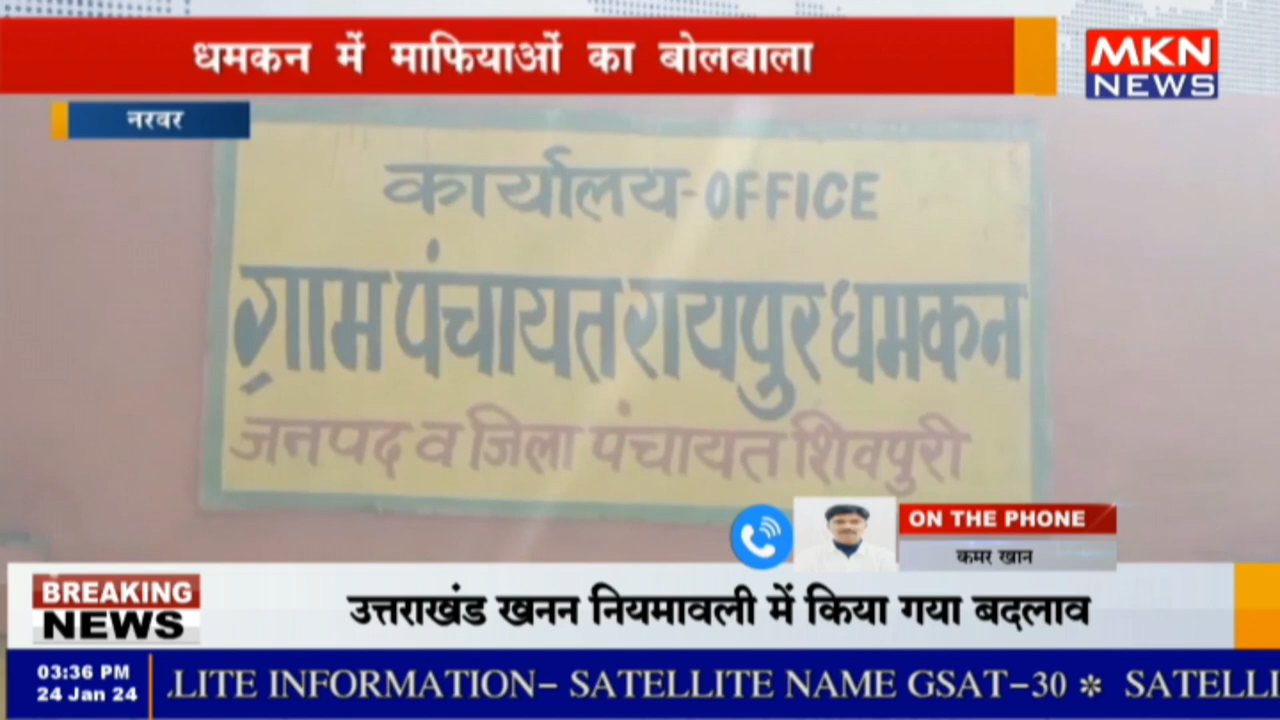 धमकन में माफियाओं का बोलबाला
MKN
NEWS
नरवर
कार्यालय-OFFICE
ग्राम पंचायत रायपुर धमकन
जनपद व जिला पंचायत शिवपुरी
ON THE PHONE
कमर खान
BREAKING
NEWS
उत्तराखंड खनन नियमावली में किया गया बदलाव
03:36 PM
24 Jan 24
LITE INFORMATION- SATELLITE NAME GSAT-30 * SATELLI